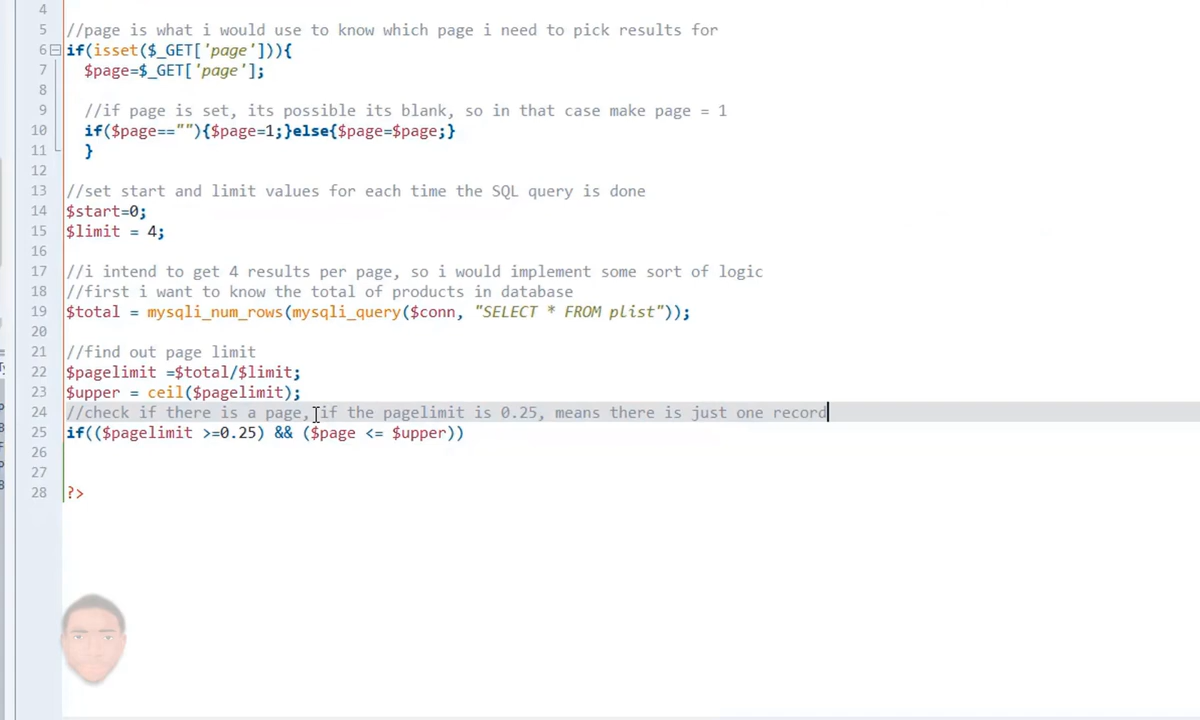 4
5 //page is what i would use to know which page i need to pick results for
6 if(isset($_GET['page'])){
7 $page=$_GET['page'];
8
9 //if page is set, its possible its blank, so in that case make page = 1
10 if($page==""){$page=1;}else{$page=$page;}
11 }
12
13 //set start and limit values for each time the SQL query is done
14 $start=0;
15 $limit = 4;
16
17 //i intend to get 4 results per page, so i would implement some sort of logic
18 //first i want to know the total of products in database
19 $total = mysqli_num_rows(mysqli_query($conn, "SELECT * FROM plist"));
20
21 //find out page limit
22 $pagelimit =$total/$limit;
23 $upper = ceil($pagelimit);
24 //check if there is a page, if the pagelimit is 0.25, means there is just one record
25 if(($pagelimit >=0.25) && ($page <= $upper))
26
27
28 ?>